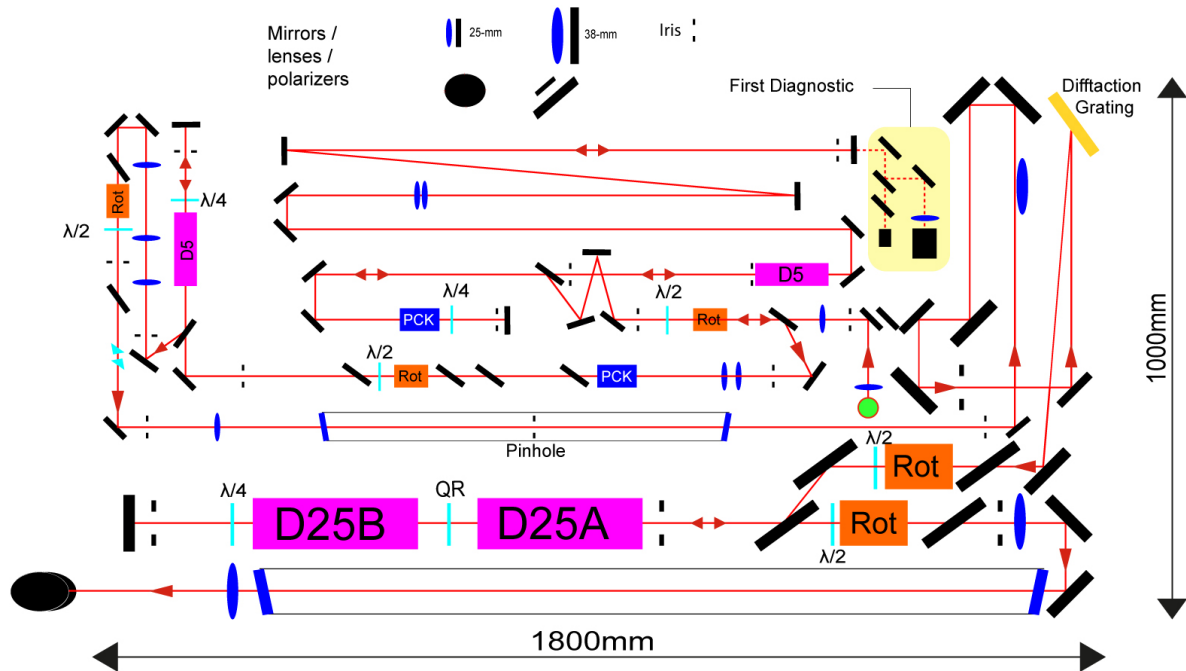 Mirrors /
lenses /
polarizers
25-mm
38-mm
Iris
First Diagnostic
Difftaction
Grating
λ/2
Rot
λ/4
D5
D5
PCK
λ/4
λ/2
Rot
λ/2
Rot
PCK
Pinhole
1000mm
λ/2
Rot
λ/4
D25B
QR
D25A
λ/2
Rot
1800mm